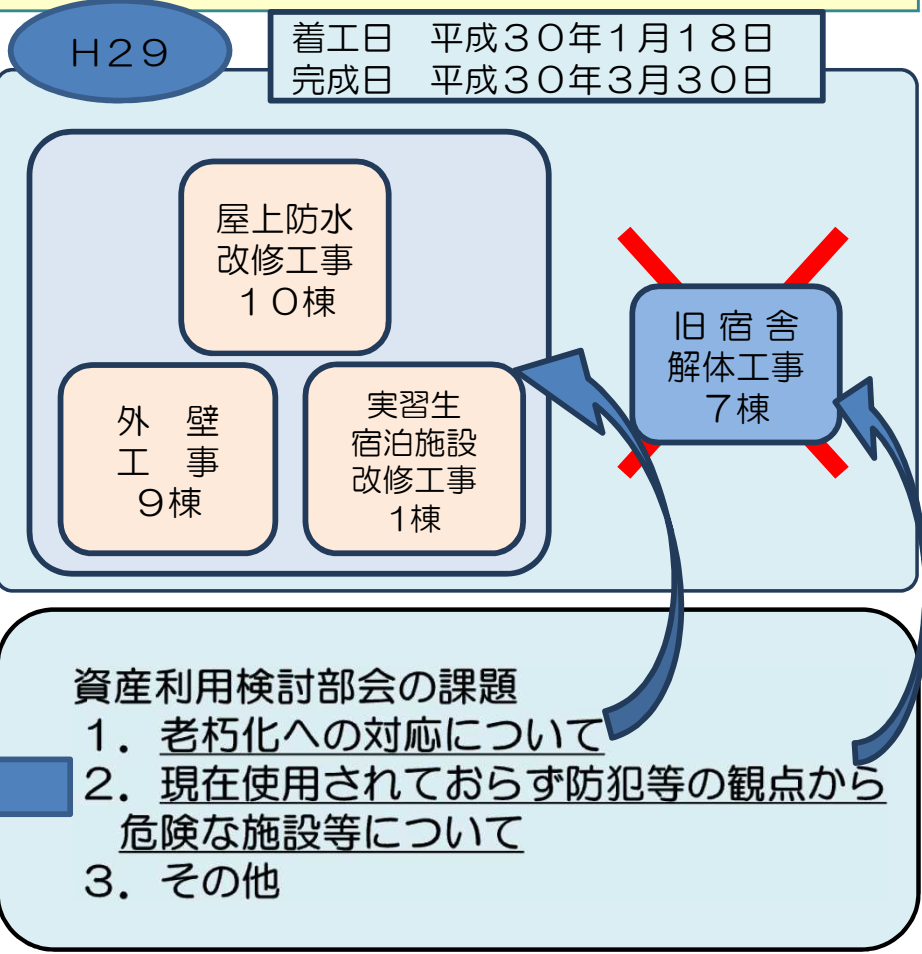 H29
着工日　平成３０年１月１８日
完成日　平成３０年３月３０日
屋上防水
改修工事
１０棟
外　壁
工　事
９棟
実習生
宿泊施設
改修工事
1棟
旧 宿 舎
解体工事
７棟
資産利用検討部会の課題
１．老朽化への対応について
２．現在使用されておらず防犯等の観点から
危険な施設等について
３．その他